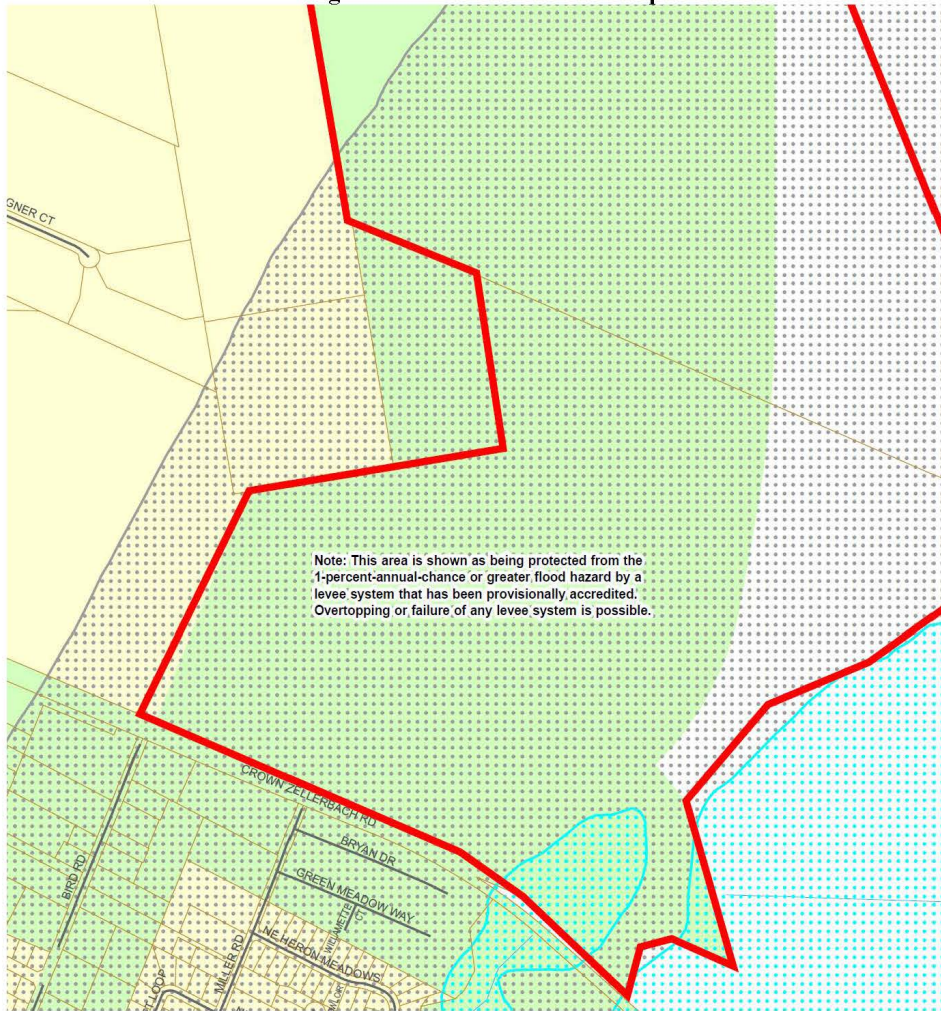 GNER CT
Note: This area is shown as being protected from the
1-percent-annual-chance or greater flood hazard by a
levee system that has been provisionally accredited.
Overtopping or failure of any levee system is possible.
CROWN ZELLERBACH RD
BRYAN DR
BIRD RD
GREEN MEADOW WAY
WILLIAMETTE
CT
MILLER RD
NE HERON MEADOWS
T LOOP